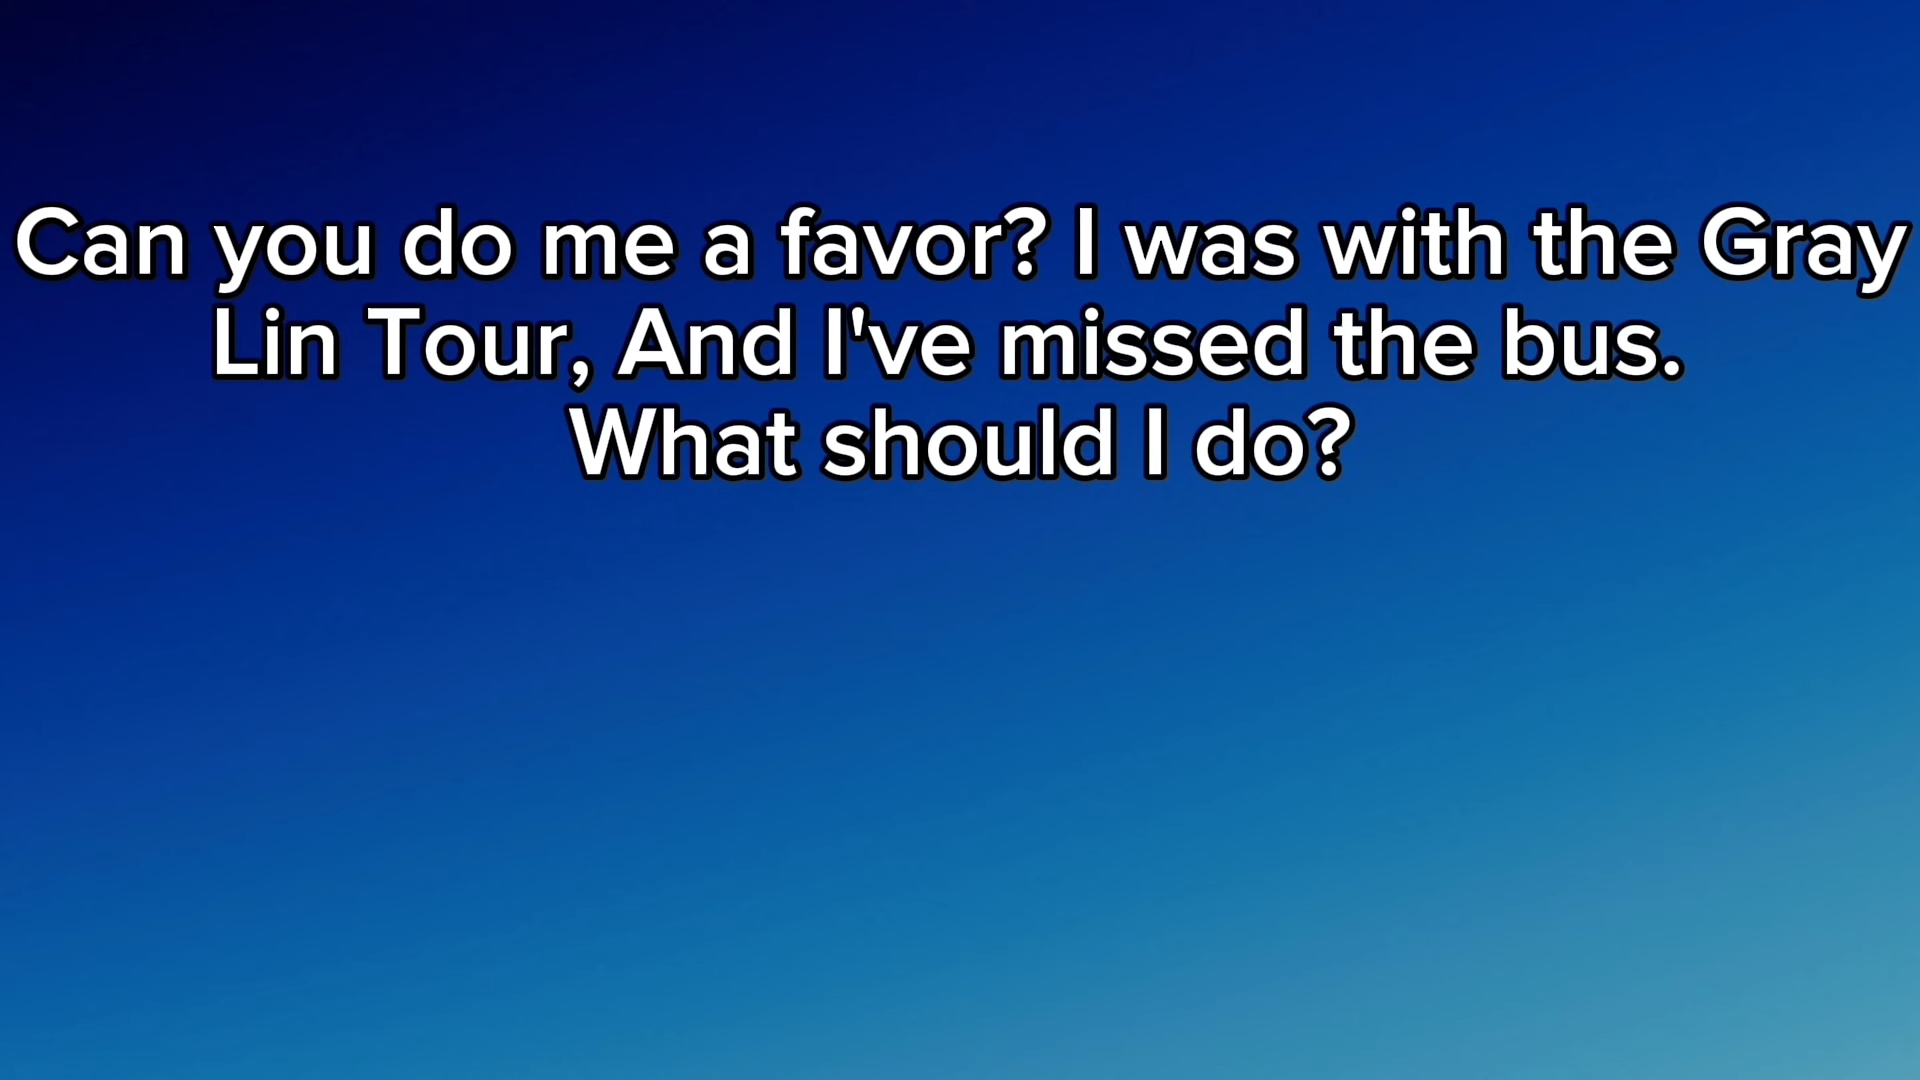 Can you do me a favor? I was with the Gray
Lin Tour, And I've missed the bus.
What should I do?